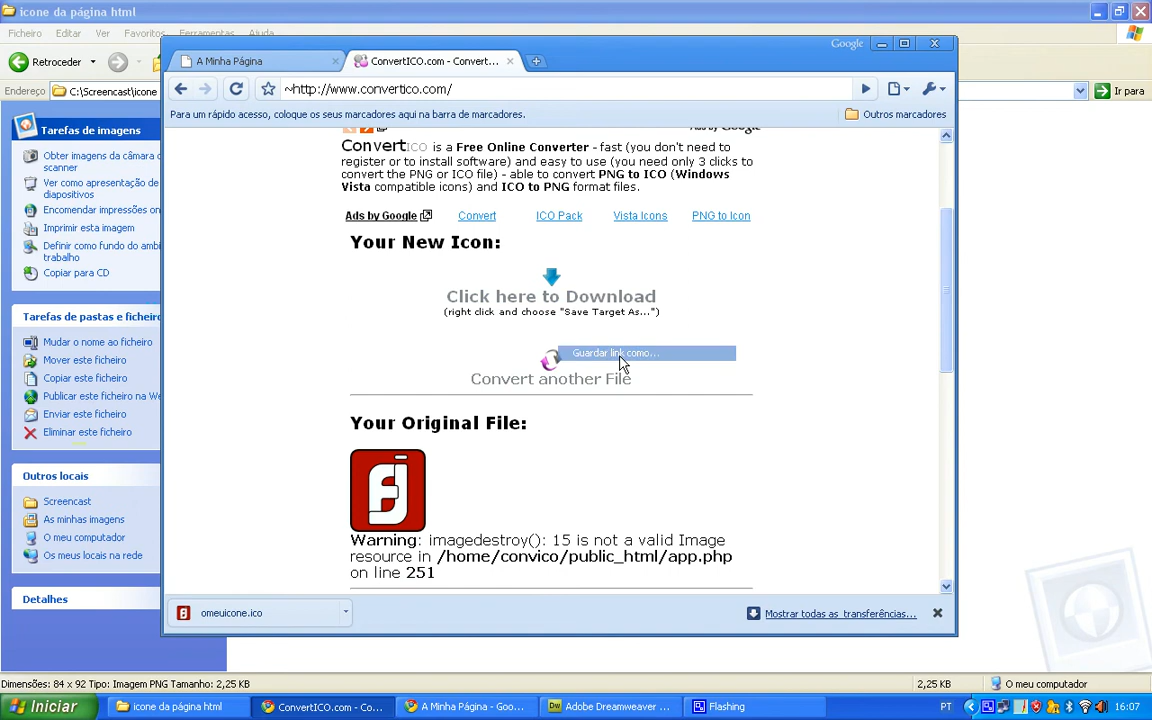 icone da página html
Ficheiro Editar Ver Favoritos Ferramentas Ajuda
Google
Retroceder
A Minha Página
ConvertICO.com - Convert...
Endereço C:\Screencast\icone
~http://www.convertico.com/
Ir para
Para um rápido acesso, coloque os seus marcadores aqui na barra de marcadores.
Outros marcadores
Tarefas de imagens
Ads by Google
ConvertICO is a Free Online Converter - fast (you don't need to
register or to install software) and easy to use (you need only 3 clicks to
convert the PNG or ICO file) - able to convert PNG to ICO (Windows
Vista compatible icons) and ICO to PNG format files.
Obter imagens da câmara o
scanner
Ver como apresentação de
diapositivos
Encomendar impressões on
Imprimir esta imagem
Definir como fundo do ambi
trabalho
Copiar para CD
Ads by Google Convert ICO Pack Vista Icons PNG to Icon
Your New Icon:
Click here to Download
(right click and choose "Save Target As...")
Guardar link como...
Convert another File
Tarefas de pastas e ficheiro
Mudar o nome ao ficheiro
Mover este ficheiro
Copiar este ficheiro
Publicar este ficheiro na We
Enviar este ficheiro
Eliminar este ficheiro
Your Original File:
Warning: imagedestroy(): 15 is not a valid Image
resource in /home/convico/public_html/app.php
on line 251
Outros locais
Screencast
As minhas imagens
O meu computador
Os meus locais na rede
Detalhes
omeuicone.ico
Mostrar todas as transferências...
Dimensões: 84 x 92 Tipo: Imagem PNG Tamanho: 2,25 KB
2,25 KB
O meu computador
Iniciar
icone da página html
ConvertICO.com - Co...
A Minha Página - Goo...
Adobe Dreamweaver ...
Flashing
PT
16:07